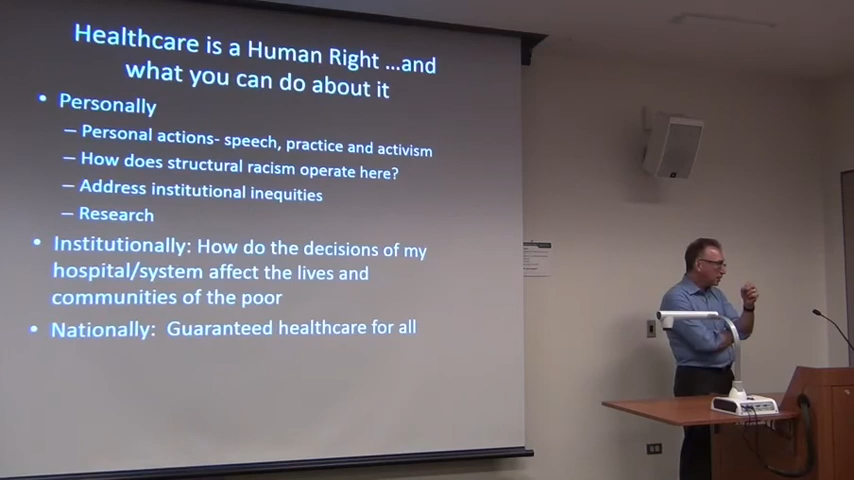 Healthcare is a Human Right ...and
what you can do about it
• Personally
– Personal actions- speech, practice and activism
– How does structural racism operate here?
– Address institutional inequities
– Research
• Institutionally: How do the decisions of my
hospital/system affect the lives and
communities of the poor
• Nationally: Guaranteed healthcare for all